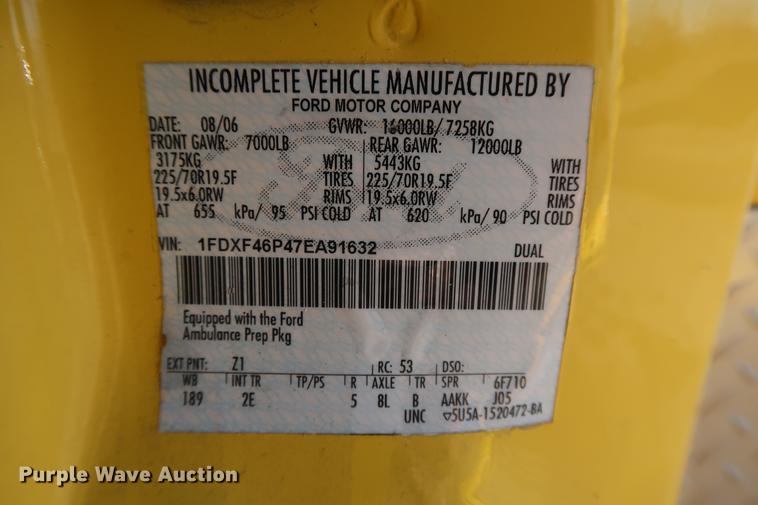 INCOMPLETE VEHICLE MANUFACTURED BY
FORD MOTOR COMPANY
DATE: 08/06 GVWR: 16000LB/ 7258KG
FRONT GAWR: 7000LB REAR GAWR: 12000LB
3175KG WITH 5443KG WITH
225/70R19.5F TIRES 225/70R19.5F TIRES
19.5x6.0RW RIMS 19.5x6.0RW RIMS
AT 655 kPa/ 95 PSI COLD AT 620 kPa/ 90 PSI COLD
VIN: 1FDXF46P47EA91632 DUAL
Equipped with the Ford
Ambulance Prep Pkg
EXT PNT: Z1 RC: 53 DSO:
WB INT TR TP/PS R AXLE TR SPR 6F710
189 2E 5 8L B AAKK J05
UNC ▽5U5A-1520472-BA
Purple Wave Auction
Purple Wave Auction